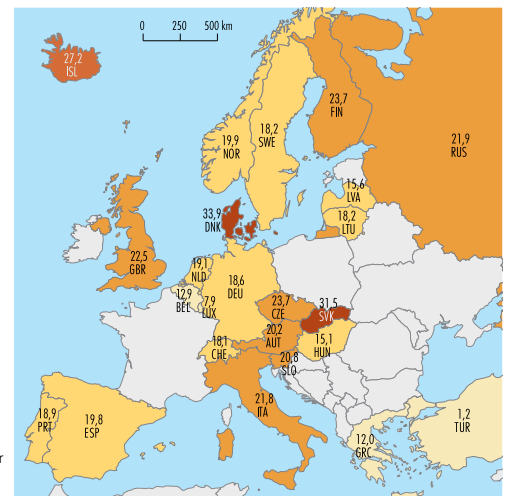 0 250 500 km
27,2
ISL
23,7
FIN
19,9
NOR
18,2
SWE
21,9
RUS
15,6
LVA
18,2
LTU
33,9
DNK
22,5
GBR
19,1
NLD
18,6
DEU
12,9
BEL
7,9
LUX
23,7
CZE
31,5
SVK
20,2
AUT
15,1
HUN
18,1
CHE
20,8
SLO
21,8
ITA
18,9
PRT
19,8
ESP
12,0
GRC
1,2
TUR
r